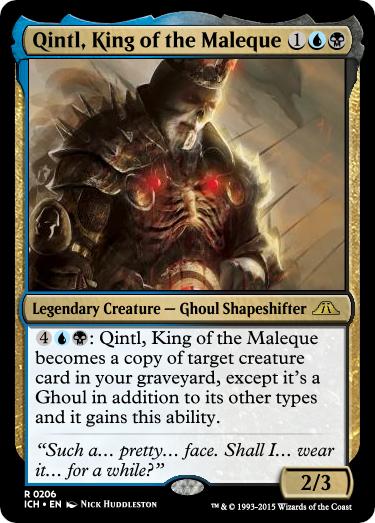 Qintl, King of the Maleque 1
Legendary Creature — Ghoul Shapeshifter
4: Qintl, King of the Maleque
becomes a copy of target creature
card in your graveyard, except it's a
Ghoul in addition to its other types
and it gains this ability.
“Such a… pretty… face. Shall I… wear
it… for a while?”
2/3
R 0206
ICH • EN Nick Huddleston
™ & © 1993-2015 Wizards of the Coast